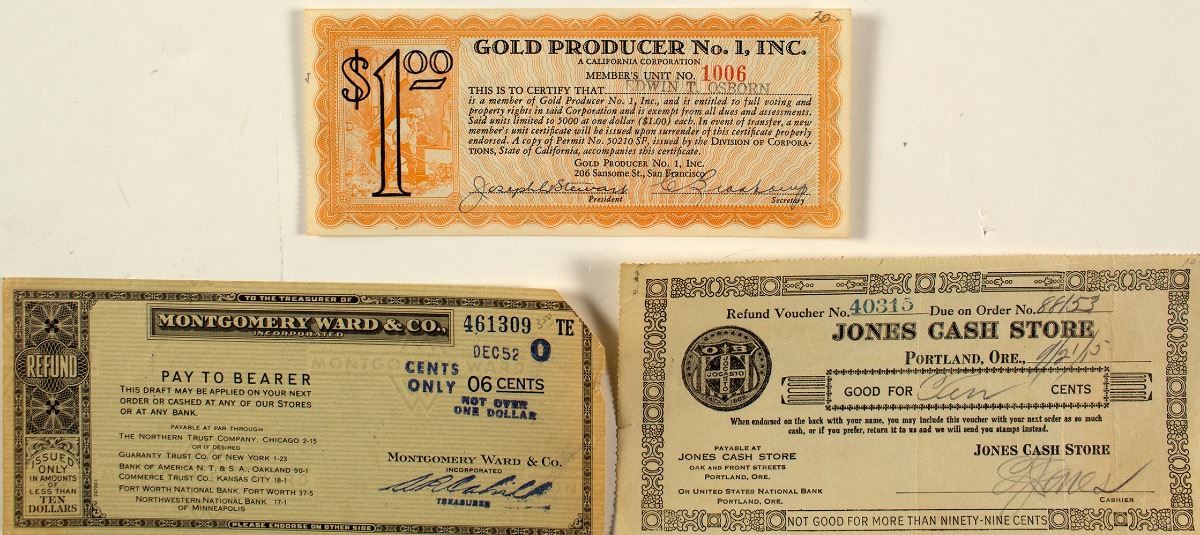 20-
$1.00
GOLD PRODUCER No. 1, INC.
A CALIFORNIA CORPORATION
MEMBER'S UNIT NO. 1006
THIS IS TO CERTIFY THAT EDWIN T. OSBORN
is a member of Gold Producer No. 1, Inc., and is entitled to full voting and
property rights in said Corporation and is exempt from all dues and assessments.
Said units limited to 5000 at one dollar ($1.00) each. In event of transfer, a new
member's unit certificate will be issued upon surrender of this certificate properly
endorsed. A copy of Permit No. 50210 SF, issued by the DIVISION OF CORPORA-
TIONS, State of California, accompanies this certificate.
GOLD PRODUCER NO. 1, INC.
206 Sansome St., San Francisco
Joseph Stewart
President Secretary
TO THE TREASURER OF
MONTGOMERY WARD & CO.,
INCORPORATED
461309 TE
DEC52 O
REFUND
CENTS
ONLY 06 CENTS
NOT OVER
ONE DOLLAR
PAY TO BEARER
THIS DRAFT MAY BE APPLIED ON YOUR NEXT
ORDER OR CASHED AT ANY OF OUR STORES
OR AT ANY BANK.
PAYABLE AT PAR THROUGH
THE NORTHERN TRUST COMPANY, CHICAGO 2-15
OR IF DESIRED
GUARANTY TRUST CO. OF NEW YORK 1-23
BANK OF AMERICA N. T. & S. A., OAKLAND 90-1
COMMERCE TRUST CO., KANSAS CITY 18-1
FORT WORTH NATIONAL BANK, FORT WORTH 37-5
NORTHWESTERN NATIONAL BANK 17-1
OF MINNEAPOLIS
ISSUED
ONLY
IN AMOUNTS
OF
LESS THAN
TEN
DOLLARS
MONTGOMERY WARD & CO.
INCORPORATED
TREASURER
PLEASE ENDORSE ON OTHER SIDE
10
Refund Voucher No. 40315 Due on Order No. 88153
JONES CASH STORE
PORTLAND, ORE., 9/21/15
JOCASTO
GOOD FOR CENTS
When endorsed on the back with your name, you may include this voucher with your next order as so much
cash, or if you prefer, return it to us and we will send you stamps instead.
PAYABLE AT
JONES CASH STORE
OAK AND FRONT STREETS
PORTLAND, ORE.
OR UNITED STATES NATIONAL BANK
PORTLAND, ORE.
JONES CASH STORE
Jones
CASHIER
NOT GOOD FOR MORE THAN NINETY-NINE CENTS